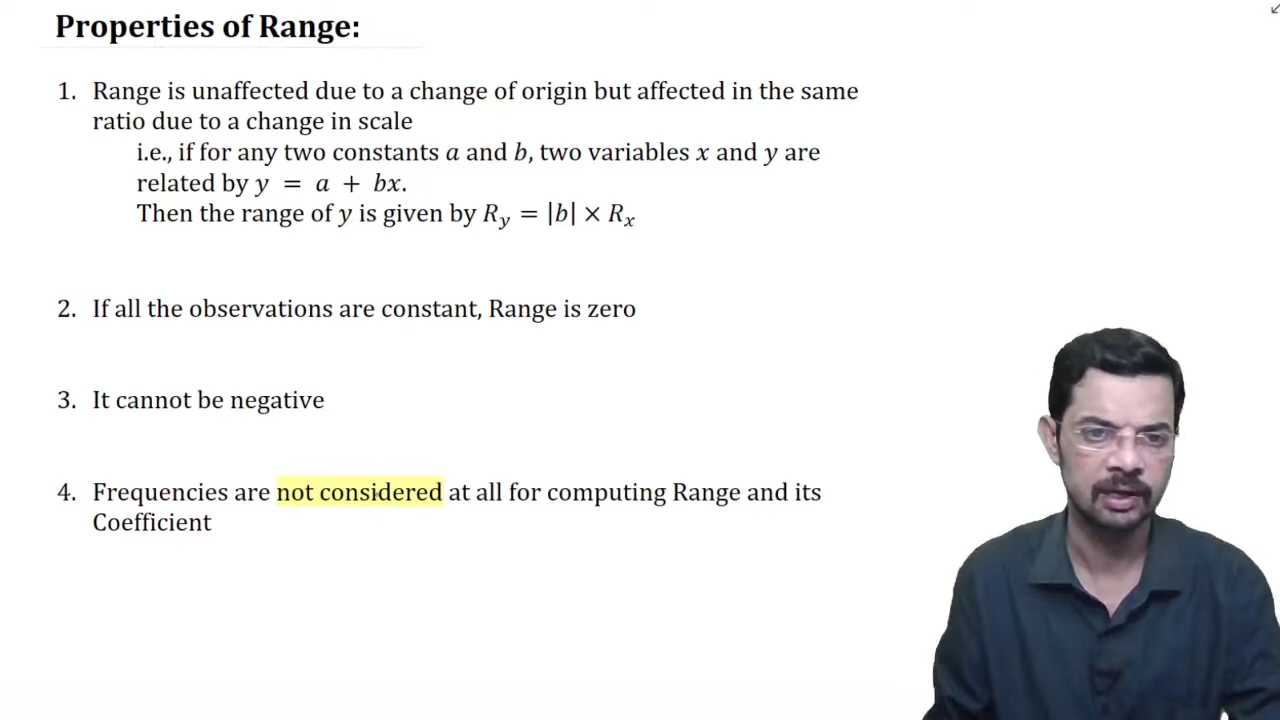 Properties of Range:
1. Range is unaffected due to a change of origin but affected in the same
ratio due to a change in scale
i.e., if for any two constants a and b, two variables x and y are
related by y = a + bx.
Then the range of y is given by Rᵧ = |b| × Rₓ
2. If all the observations are constant, Range is zero
3. It cannot be negative
4. Frequencies are not considered at all for computing Range and its
Coefficient